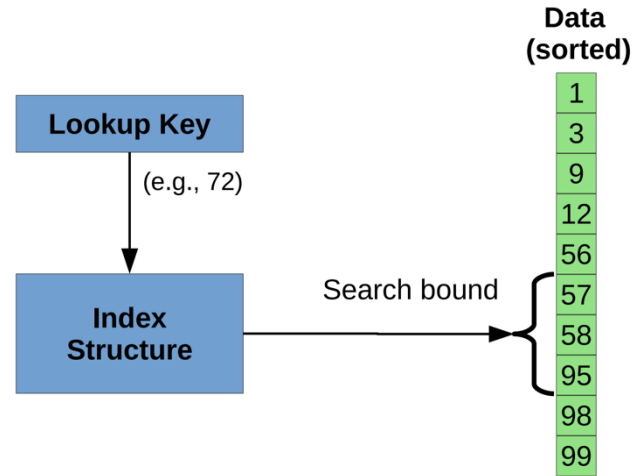 Data
(sorted)
Lookup Key
(e.g., 72)
Index
Structure
Search bound
1
3
9
12
56
57
58
95
98
99